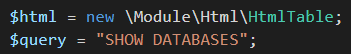 $html = new \Module\Html\HtmlTable;
$query = "SHOW DATABASES";